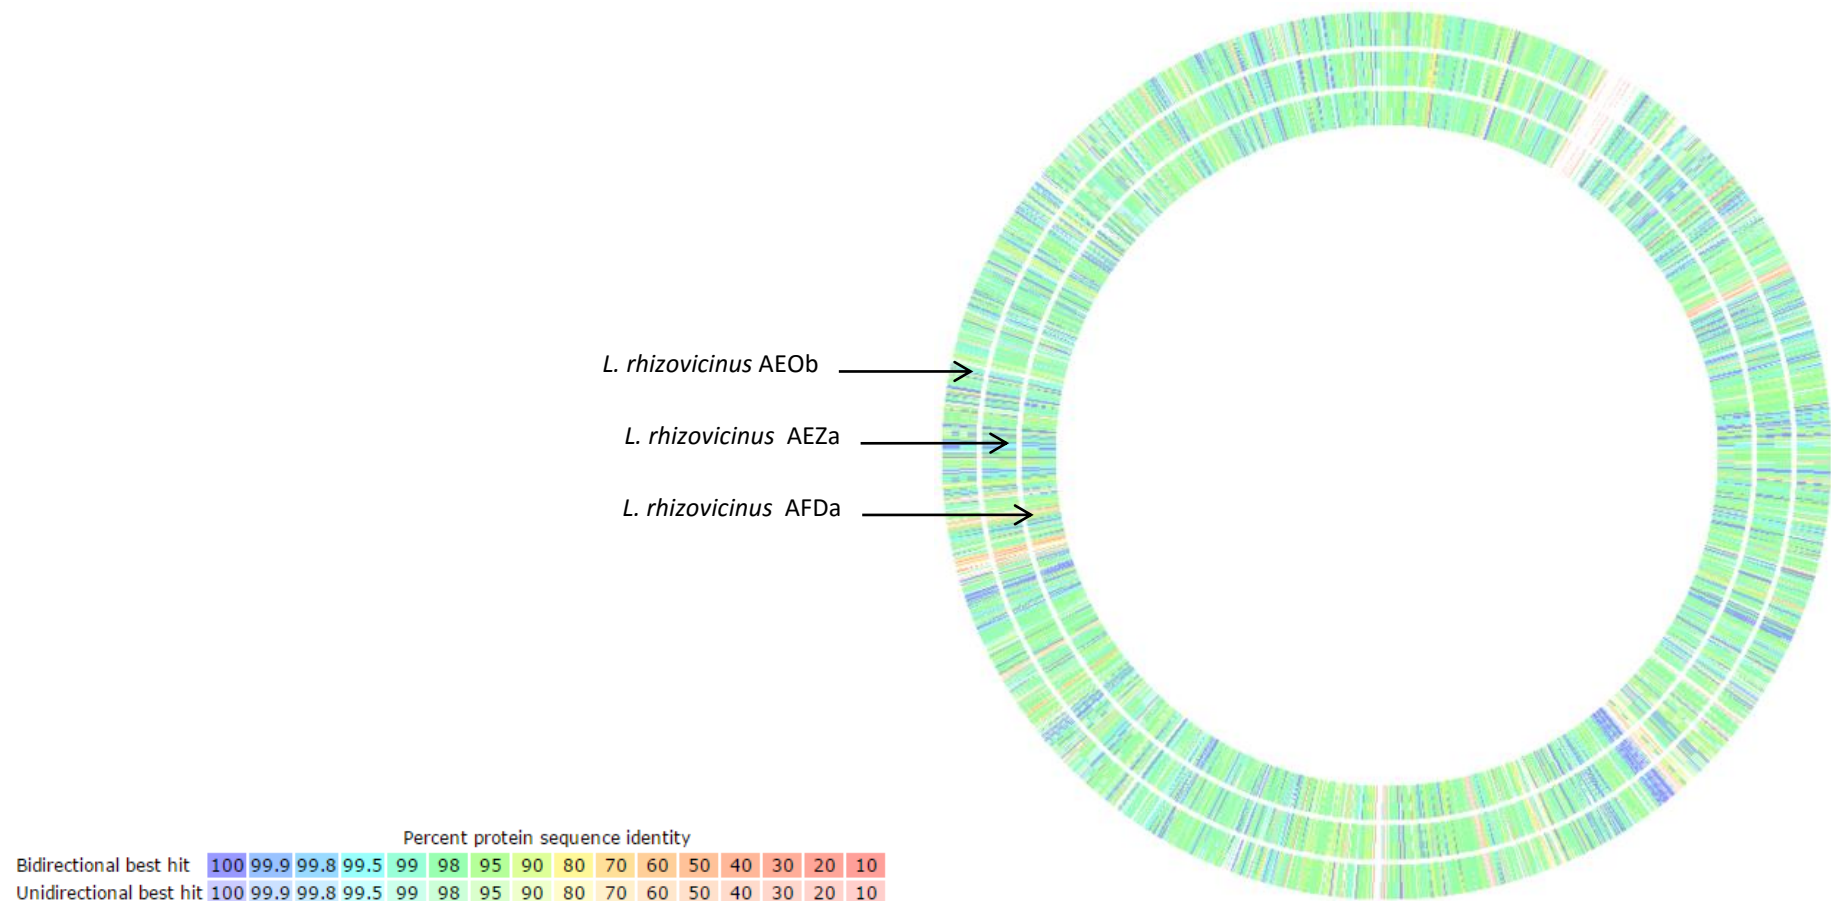 L. rhizovicinus AEOb
L. rhizovicinus AEZa
L. rhizovicinus AFDa
Percent protein sequence identity
Bidirectional best hit 100 99.9 99.8 99.5 99 98 95 90 80 70 60 50 40 30 20 10
Unidirectional best hit 100 99.9 99.8 99.5 99 98 95 90 80 70 60 50 40 30 20 10